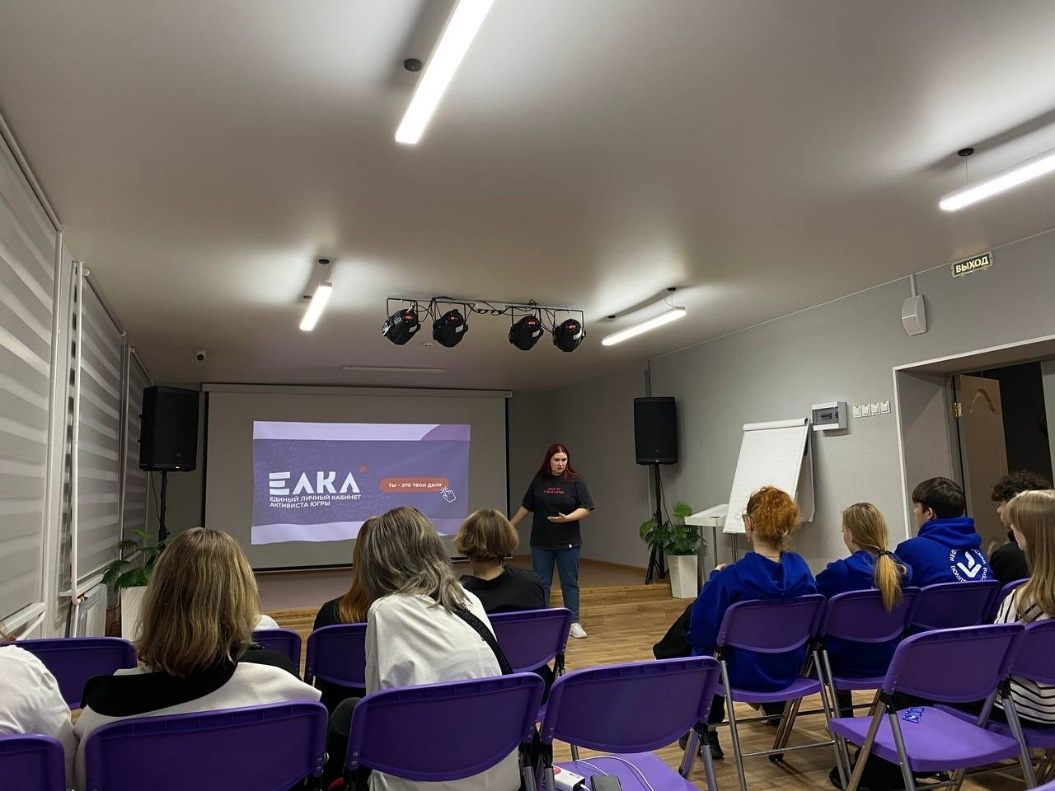 ВЫХОД
ЕЛКА
ЕДИНЫЙ ЛИЧНЫЙ КАБИНЕТ
АКТИВИСТА ЮГРЫ
ты - это твои дела